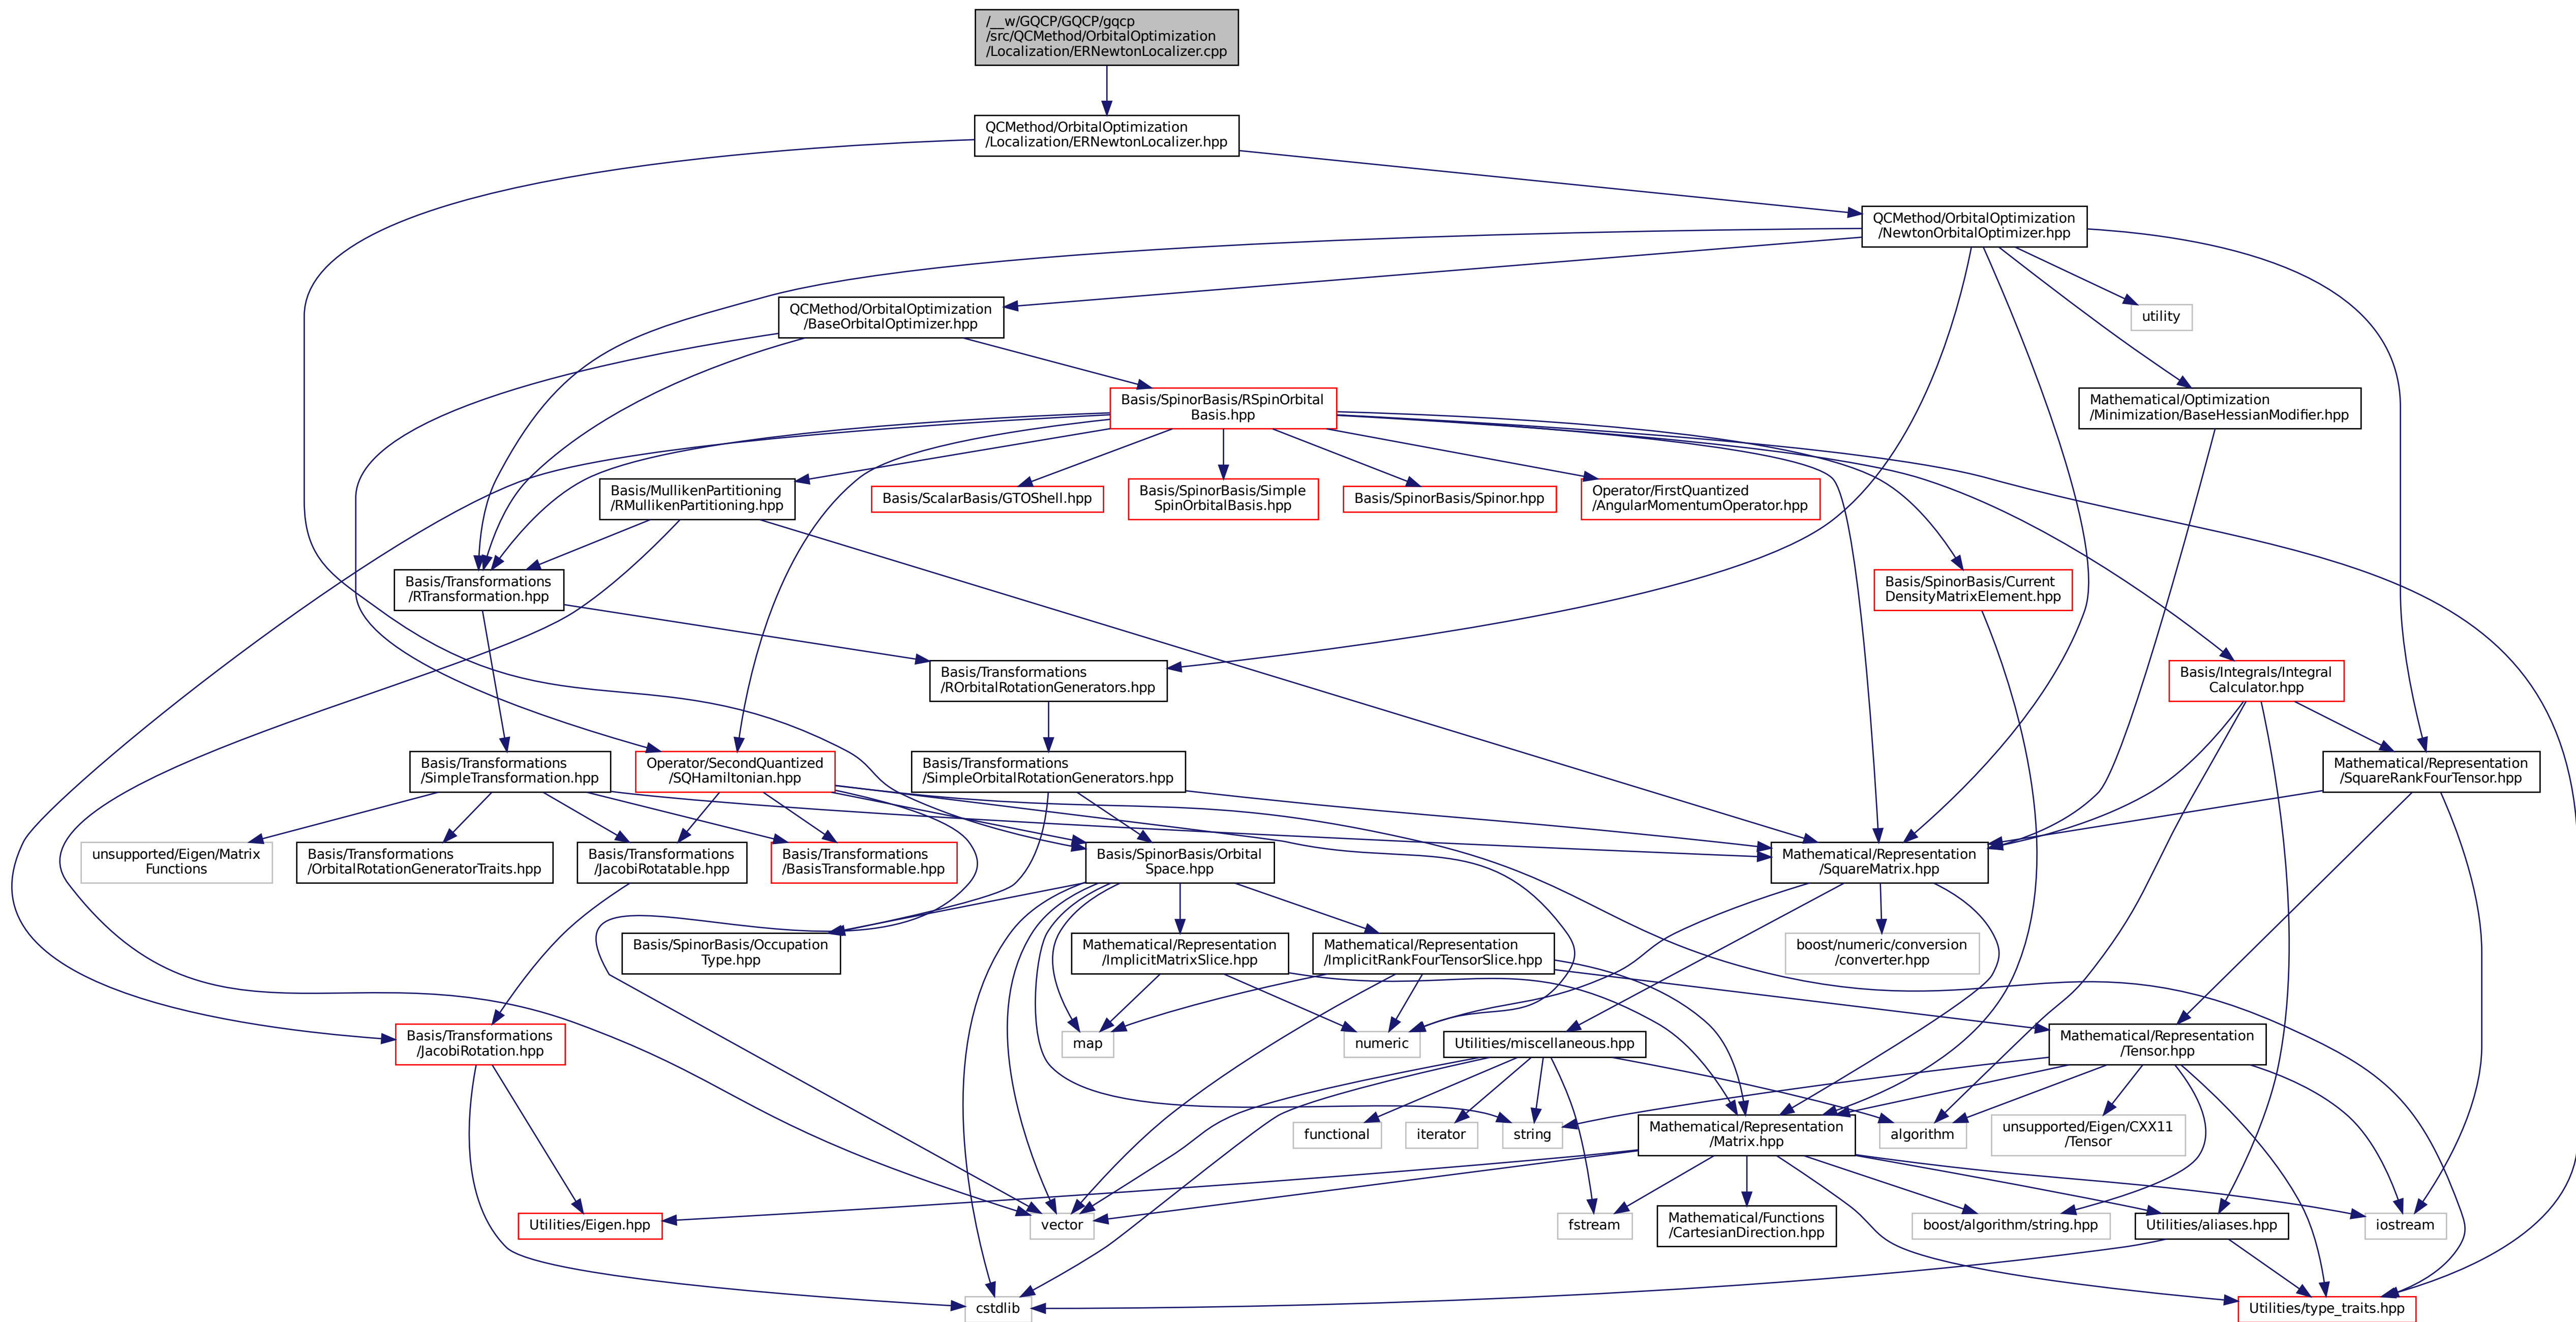 /__w/GQCP/GQCP/gqcp
/src/QCMethod/OrbitalOptimization
/Localization/ERNewtonLocalizer.cpp
QCMethod/OrbitalOptimization
/Localization/ERNewtonLocalizer.hpp
QCMethod/OrbitalOptimization
/NewtonOrbitalOptimizer.hpp
QCMethod/OrbitalOptimization
/BaseOrbitalOptimizer.hpp
utility
Basis/SpinorBasis/RSpinOrbital
Basis.hpp
Mathematical/Optimization
/Minimization/BaseHessianModifier.hpp
Basis/MullikenPartitioning
/RMullikenPartitioning.hpp
Basis/ScalarBasis/GTOShell.hpp
Basis/SpinorBasis/Simple
SpinOrbitalBasis.hpp
Basis/SpinorBasis/Spinor.hpp
Operator/FirstQuantized
/AngularMomentumOperator.hpp
Basis/Transformations
/RTransformation.hpp
Basis/SpinorBasis/Current
DensityMatrixElement.hpp
Basis/Transformations
/ROrbitalRotationGenerators.hpp
Basis/Integrals/Integral
Calculator.hpp
Basis/Transformations
/SimpleTransformation.hpp
Operator/SecondQuantized
/SQHamiltonian.hpp
Basis/Transformations
/SimpleOrbitalRotationGenerators.hpp
Mathematical/Representation
/SquareRankFourTensor.hpp
unsupported/Eigen/Matrix
Functions
Basis/Transformations
/OrbitalRotationGeneratorTraits.hpp
Basis/Transformations
/JacobiRotatable.hpp
Basis/Transformations
/BasisTransformable.hpp
Basis/SpinorBasis/Orbital
Space.hpp
Mathematical/Representation
/SquareMatrix.hpp
Basis/SpinorBasis/Occupation
Type.hpp
Mathematical/Representation
/ImplicitMatrixSlice.hpp
Mathematical/Representation
/ImplicitRankFourTensorSlice.hpp
boost/numeric/conversion
/converter.hpp
Basis/Transformations
/JacobiRotation.hpp
map
numeric
Utilities/miscellaneous.hpp
Mathematical/Representation
/Tensor.hpp
functional
iterator
string
Mathematical/Representation
/Matrix.hpp
algorithm
unsupported/Eigen/CXX11
/Tensor
Utilities/Eigen.hpp
vector
fstream
Mathematical/Functions
/CartesianDirection.hpp
boost/algorithm/string.hpp
Utilities/aliases.hpp
iostream
cstdlib
Utilities/type_traits.hpp